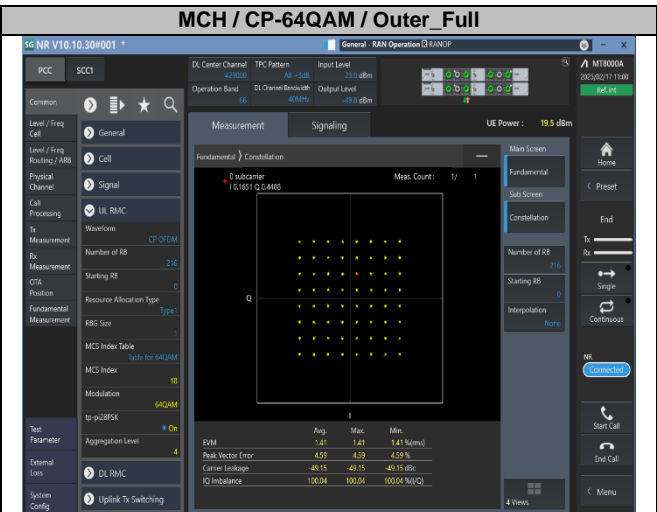 MCH / CP-64QAM / Outer_Full
SG NR V10.10.30#001 *
General - RAN Operation RANOP
PCC SCC1
DL Center Channel TPC Pattern Input Level
429000 All +3dB 23.0 dBm
Operation Band DL Channel Bandwidth Output Level
66 40MHz -49.0 dBm
MT8000A
2025/02/17 11:00
Ref. Int
Common
Level / Freq
Cell
Level / Freq
Routing / ARB
Physical
Channel
Call
Processing
Tx
Measurement
Rx
Measurement
OTA
Position
Fundamental
Measurement
Test
Parameter
External
Loss
System
Config
General
Cell
Signal
UL RMC
Waveform
CP OFDM
Number of RB
216
Starting RB
0
Resource Allocation Type
Type1
RBG Size
1
MCS Index Table
Table for 64QAM
MCS Index
18
Modulation
64QAM
tp-pi2BPSK
On
Aggregation Level
4
DL RMC
Uplink Tx Switching
Measurement Signaling
UE Power : 19.5 dBm
Fundamental Constellation
0 subcarrier Meas. Count : 1/ 1
I 0.1651 Q 0.4485
Q
I
Avg. Max. Min.
EVM 1.41 1.41 1.41 %(rms)
Peak Vector Error 4.59 4.59 4.59 %
Carrier Leakage -49.15 -49.15 -49.15 dBc
IQ Imbalance 100.04 100.04 100.04 %(I/Q)
Main Screen
Fundamental
Sub Screen
Constellation
Number of RB
216
Starting RB
0
Interpolation
None
4 Views
Home
Preset
End
Tx
Rx
Single
Continuous
NR
Connected
Start Call
End Call
Menu